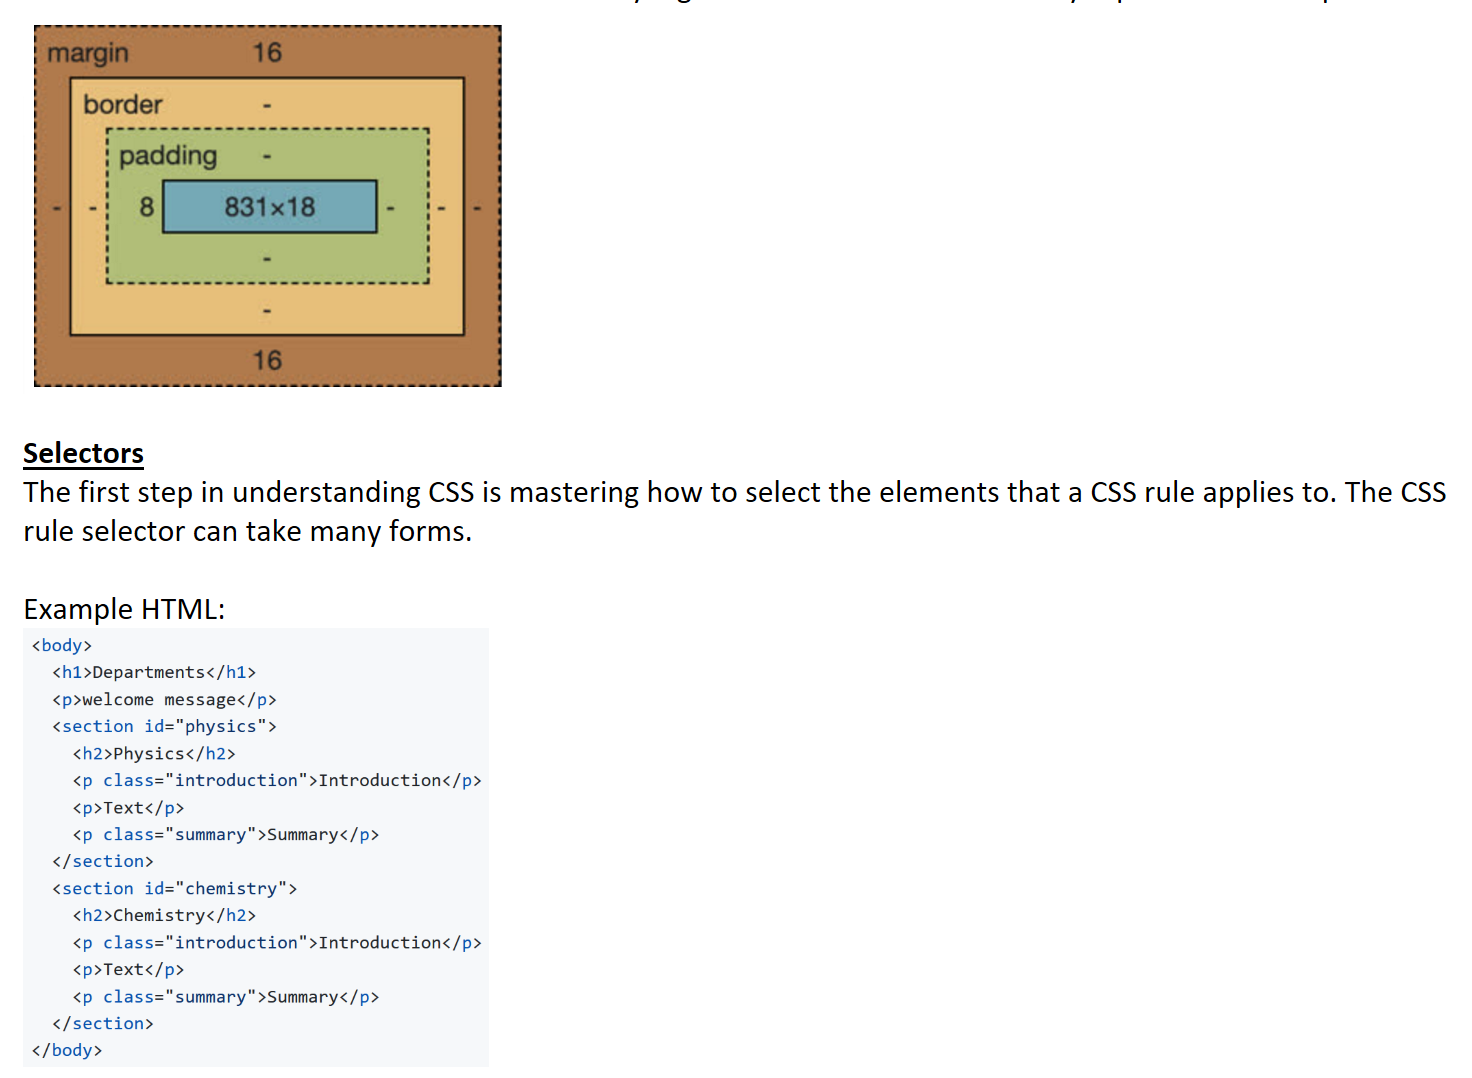 margin 16
border -
padding -
- - 8 831×18 - - -
-
-
16
Selectors
The first step in understanding CSS is mastering how to select the elements that a CSS rule applies to. The CSS
rule selector can take many forms.
Example HTML:
<body>
  <h1>Departments</h1>
  <p>welcome message</p>
  <section id="physics">
    <h2>Physics</h2>
    <p class="introduction">Introduction</p>
    <p>Text</p>
    <p class="summary">Summary</p>
  </section>
  <section id="chemistry">
    <h2>Chemistry</h2>
    <p class="introduction">Introduction</p>
    <p>Text</p>
    <p class="summary">Summary</p>
  </section>
</body>